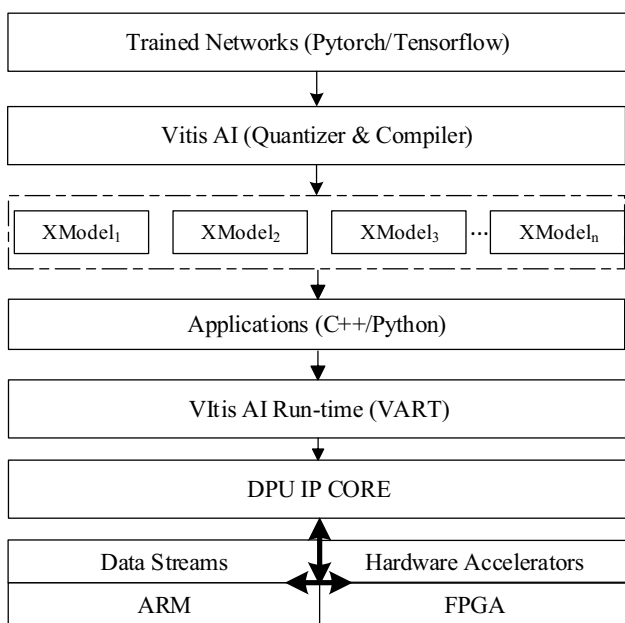 Trained Networks (Pytorch/Tensorflow)
Vitis AI (Quantizer & Compiler)
XModel₁ XModel₂ XModel₃ ... XModelₙ
Applications (C++/Python)
VItis AI Run-time (VART)
DPU IP CORE
Data Streams Hardware Accelerators
ARM FPGA